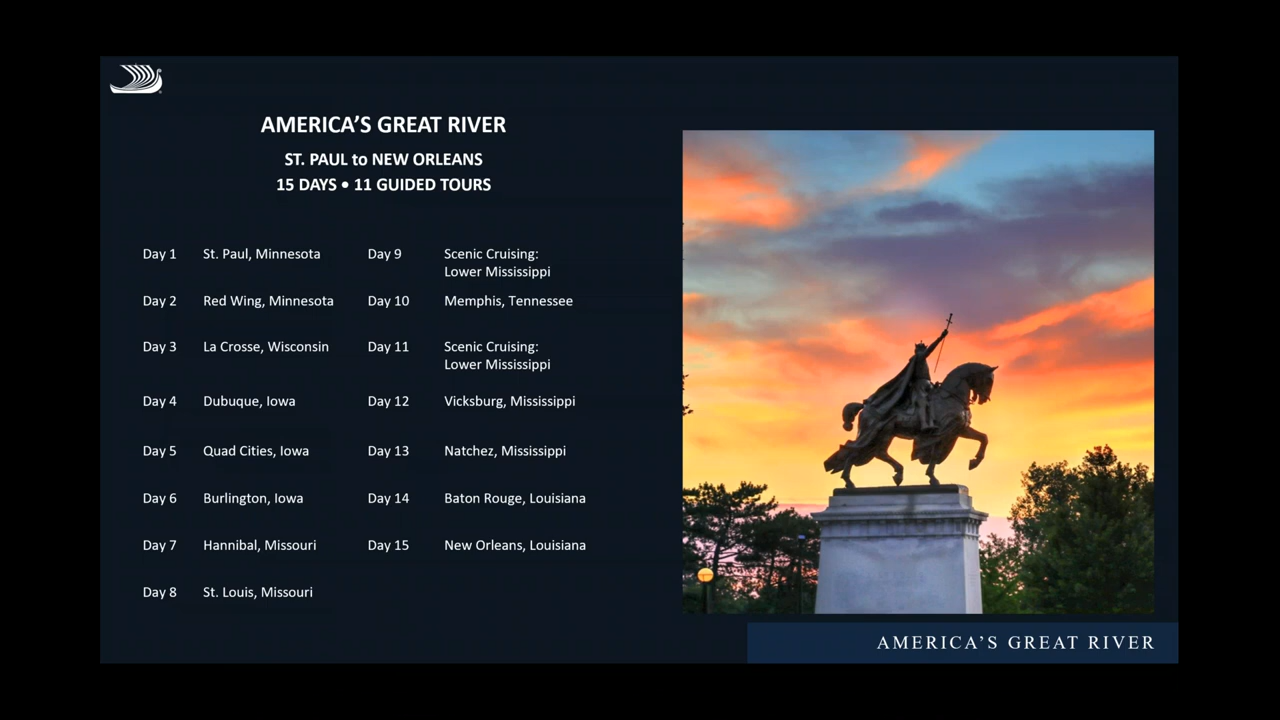 AMERICA'S GREAT RIVER
ST. PAUL to NEW ORLEANS
15 DAYS • 11 GUIDED TOURS
Day 1 St. Paul, Minnesota
Day 2 Red Wing, Minnesota
Day 3 La Crosse, Wisconsin
Day 4 Dubuque, Iowa
Day 5 Quad Cities, Iowa
Day 6 Burlington, Iowa
Day 7 Hannibal, Missouri
Day 8 St. Louis, Missouri
Day 9 Scenic Cruising:
Lower Mississippi
Day 10 Memphis, Tennessee
Day 11 Scenic Cruising:
Lower Mississippi
Day 12 Vicksburg, Mississippi
Day 13 Natchez, Mississippi
Day 14 Baton Rouge, Louisiana
Day 15 New Orleans, Louisiana
AMERICA'S GREAT RIVER